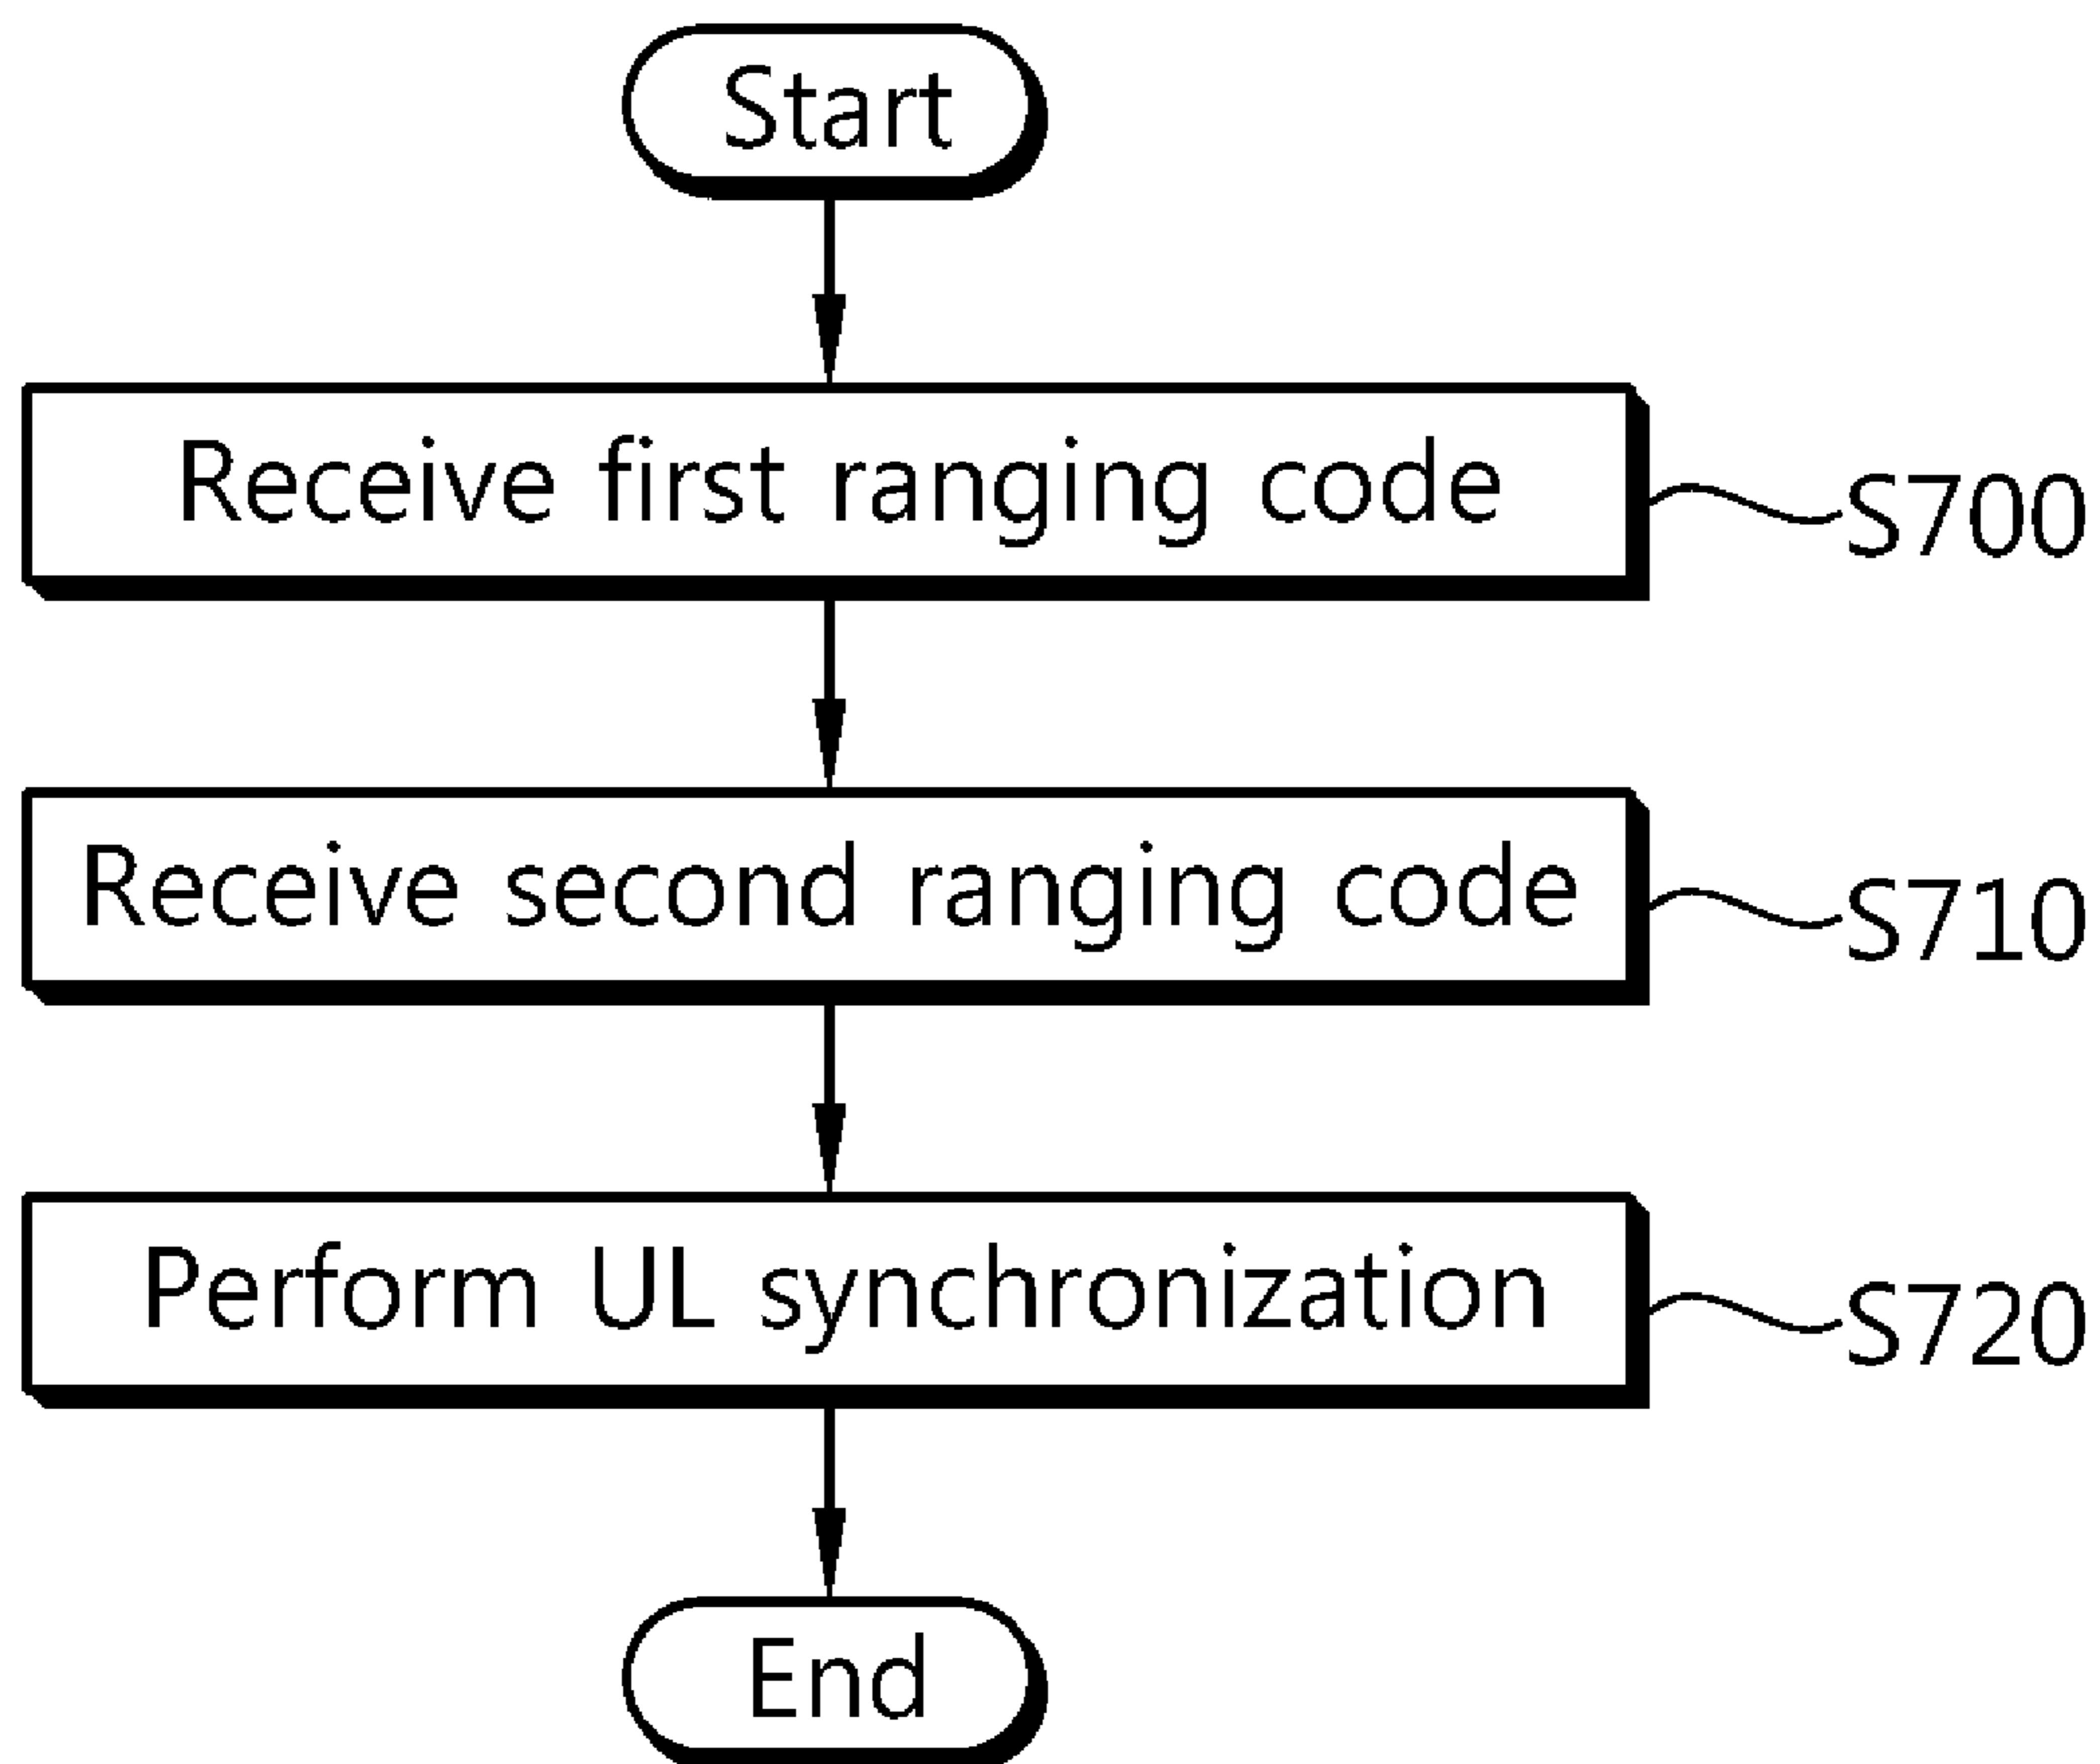 Start
Receive first ranging code
S700
Receive second ranging code
S710
Perform UL synchronization
S720
End